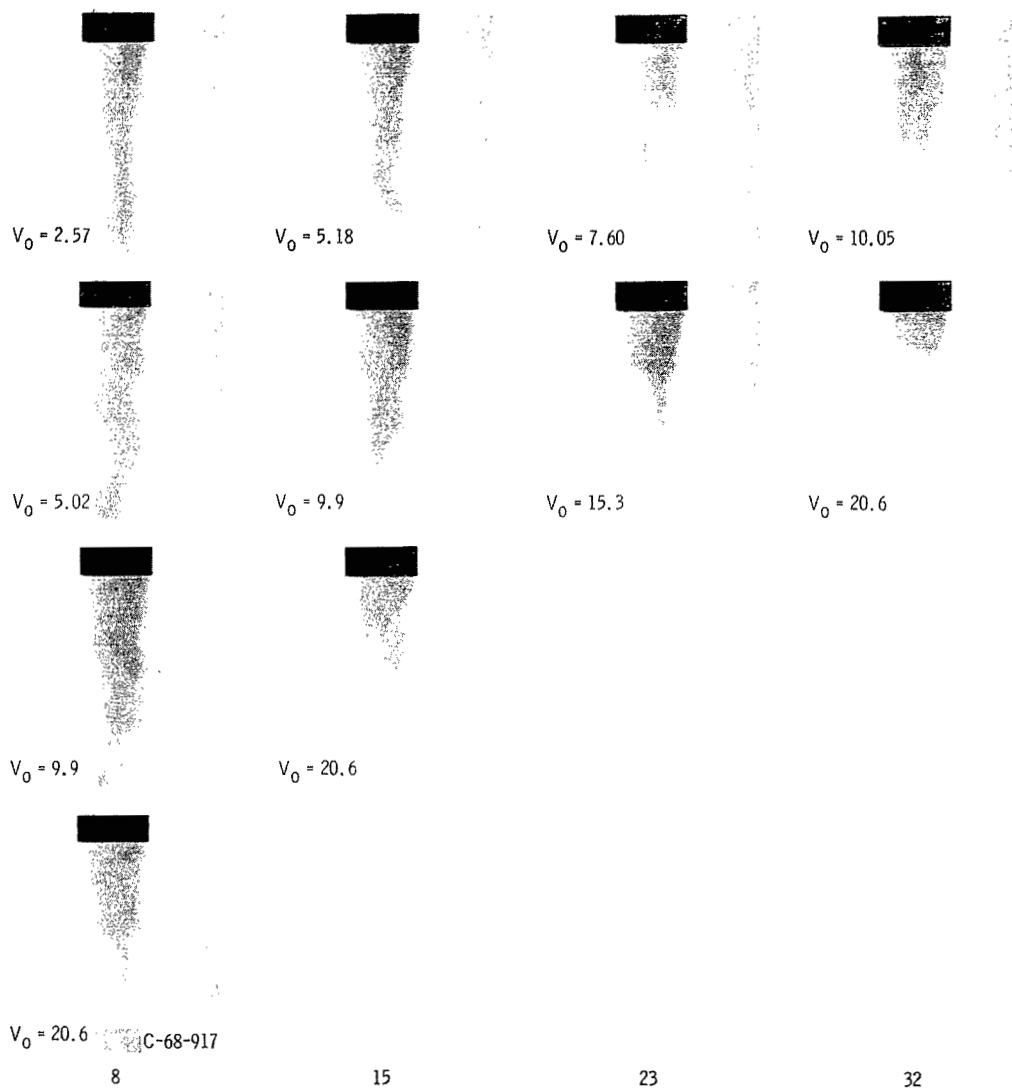 V₀ = 2.57 V₀ = 5.18 V₀ = 7.60 V₀ = 10.05
V₀ = 5.02 V₀ = 9.9 V₀ = 15.3 V₀ = 20.6
V₀ = 9.9 V₀ = 20.6
V₀ = 20.6 C-68-917
8 15 23 32